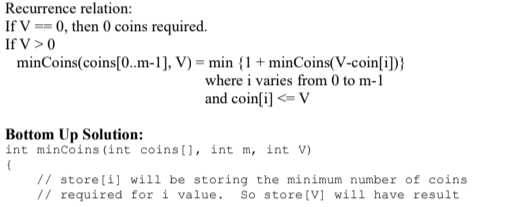 Recurrence relation:
If V == 0, then 0 coins required.
If V > 0
minCoins(coins[0..m-1], V) = min {1 + minCoins(V-coin[i])}
where i varies from 0 to m-1
and coin[i] <= V
Bottom Up Solution:
int minCoins(int coins[], int m, int V)
{
// store[i] will be storing the minimum number of coins
// required for i value.  So store[V] will have result